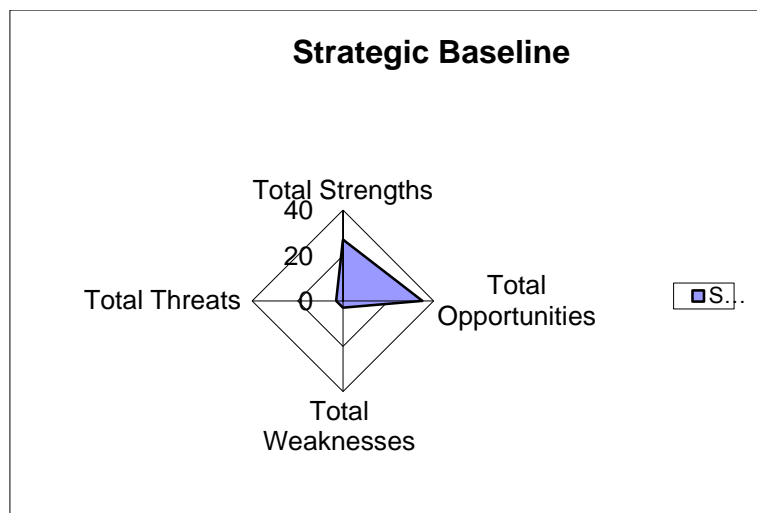 Strategic Baseline
Total Strengths
40
20
0
Total Threats
Total
Opportunities
S...
Total
Weaknesses